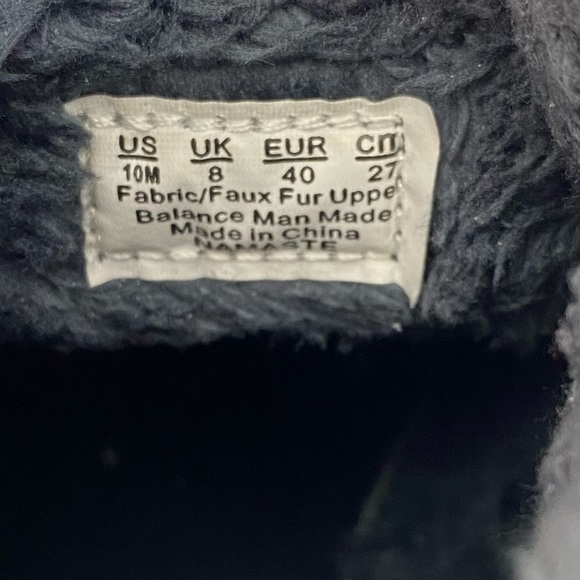 US UK EUR CM
10M 8 40 27
Fabric/Faux Fur Uppe
Balance Man Made
Made in China
NAMASTE